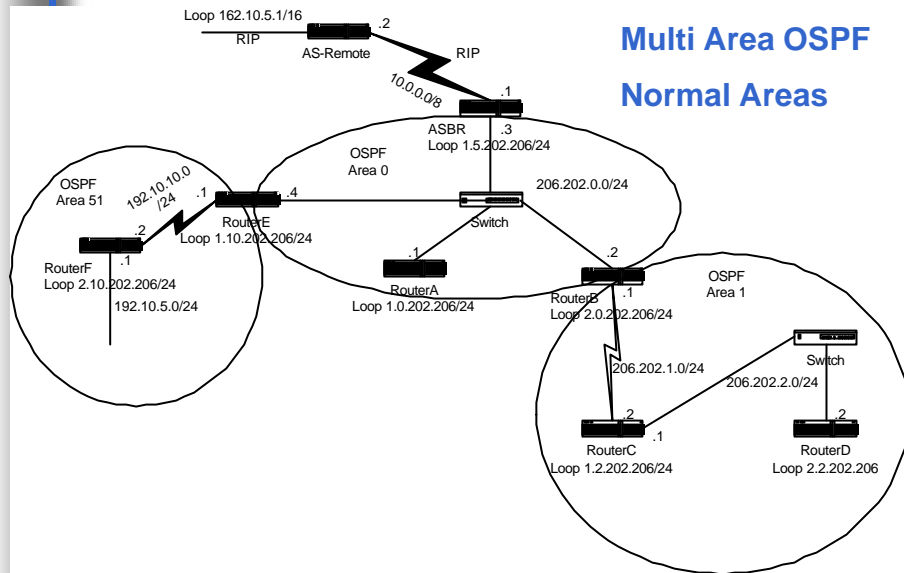 Multi Area OSPF
Normal Areas
Loop 162.10.5.1/16
RIP
.2
AS-Remote
RIP
10.0.0.0/8
.1
ASBR
.3
Loop 1.5.202.206/24
OSPF
Area 0
206.202.0.0/24
Switch
OSPF
Area 51
192.10.10.0
/24
.1
.4
RouterE
Loop 1.10.202.206/24
.2
.1
RouterF
Loop 2.10.202.206/24
192.10.5.0/24
.1
RouterA
Loop 1.0.202.206/24
.2
RouterB
.1
Loop 2.0.202.206/24
OSPF
Area 1
206.202.1.0/24
206.202.2.0/24
Switch
.2
.1
RouterC
Loop 1.2.202.206/24
.2
RouterD
Loop 2.2.202.206